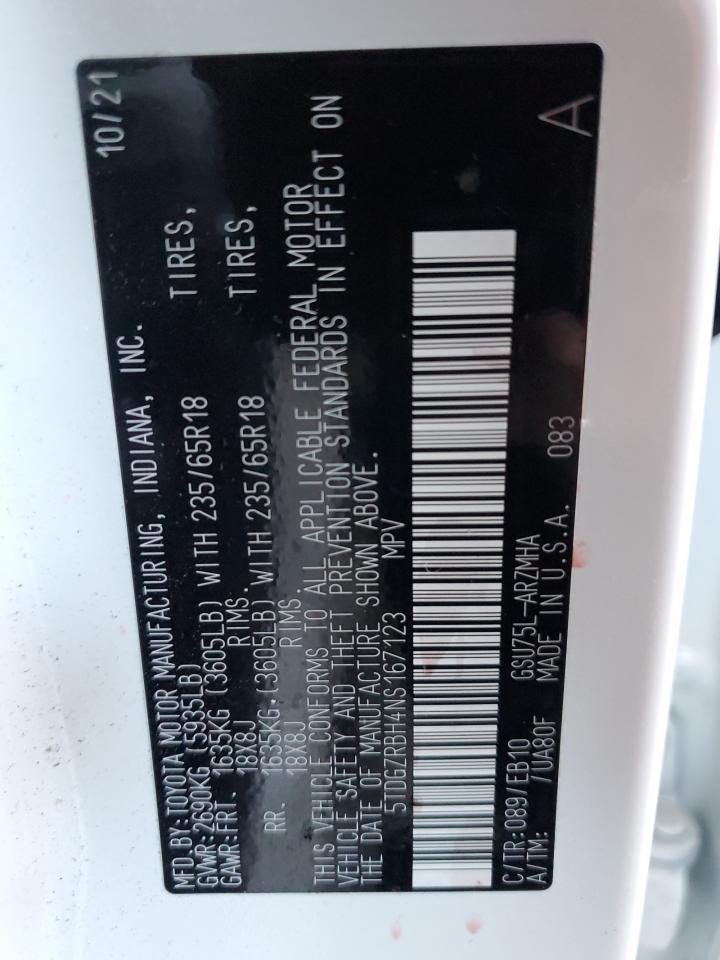 MFD.BY:TOYOTA MOTOR MANUFACTURING, INDIANA, INC. 10/21
GVWR:2690KG (5935LB)
GAWR:FRT. 1635KG (3605LB) WITH 235/65R18 TIRES,
18X8J RIMS.
RR. 1635KG.(3605LB) WITH 235/65R18 TIRES,
18X8J RIMS.
THIS VEHICLE CONFORMS TO ALL APPLICABLE FEDERAL MOTOR
VEHICLE SAFETY AND THEFT PREVENTION STANDARDS IN EFFECT ON
THE DATE OF MANUFACTURE SHOWN ABOVE.
5TDGZRBH4NS167123 MPV
C/TR:089/EB10 GSU75L-ARZMHA
A/TM: /UA80F MADE IN U.S.A. 083 A